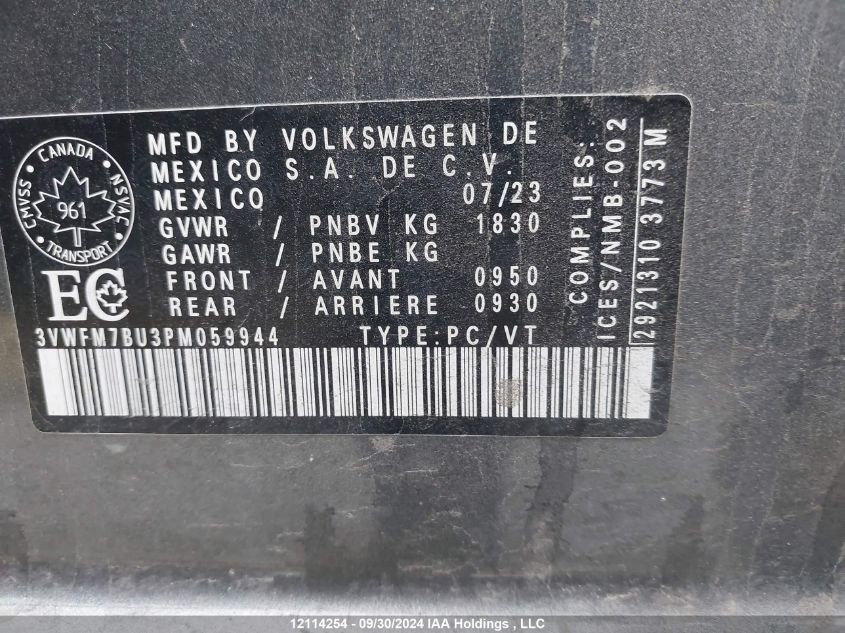 CANADA
CMVSS
NSVAC
961
TRANSPORT
EC
MFD BY VOLKSWAGEN DE
MEXICO S.A. DE C.V.
MEXICO 07/23
GVWR / PNBV KG 1830
GAWR / PNBE KG
FRONT / AVANT 0950
REAR / ARRIERE 0930
3VWFM7BU3PM059944 TYPE:PC/VT
COMPLIES:
ICES/NMB-002
2921310 3773 M
12114254 - 09/30/2024 IAA Holdings , LLC